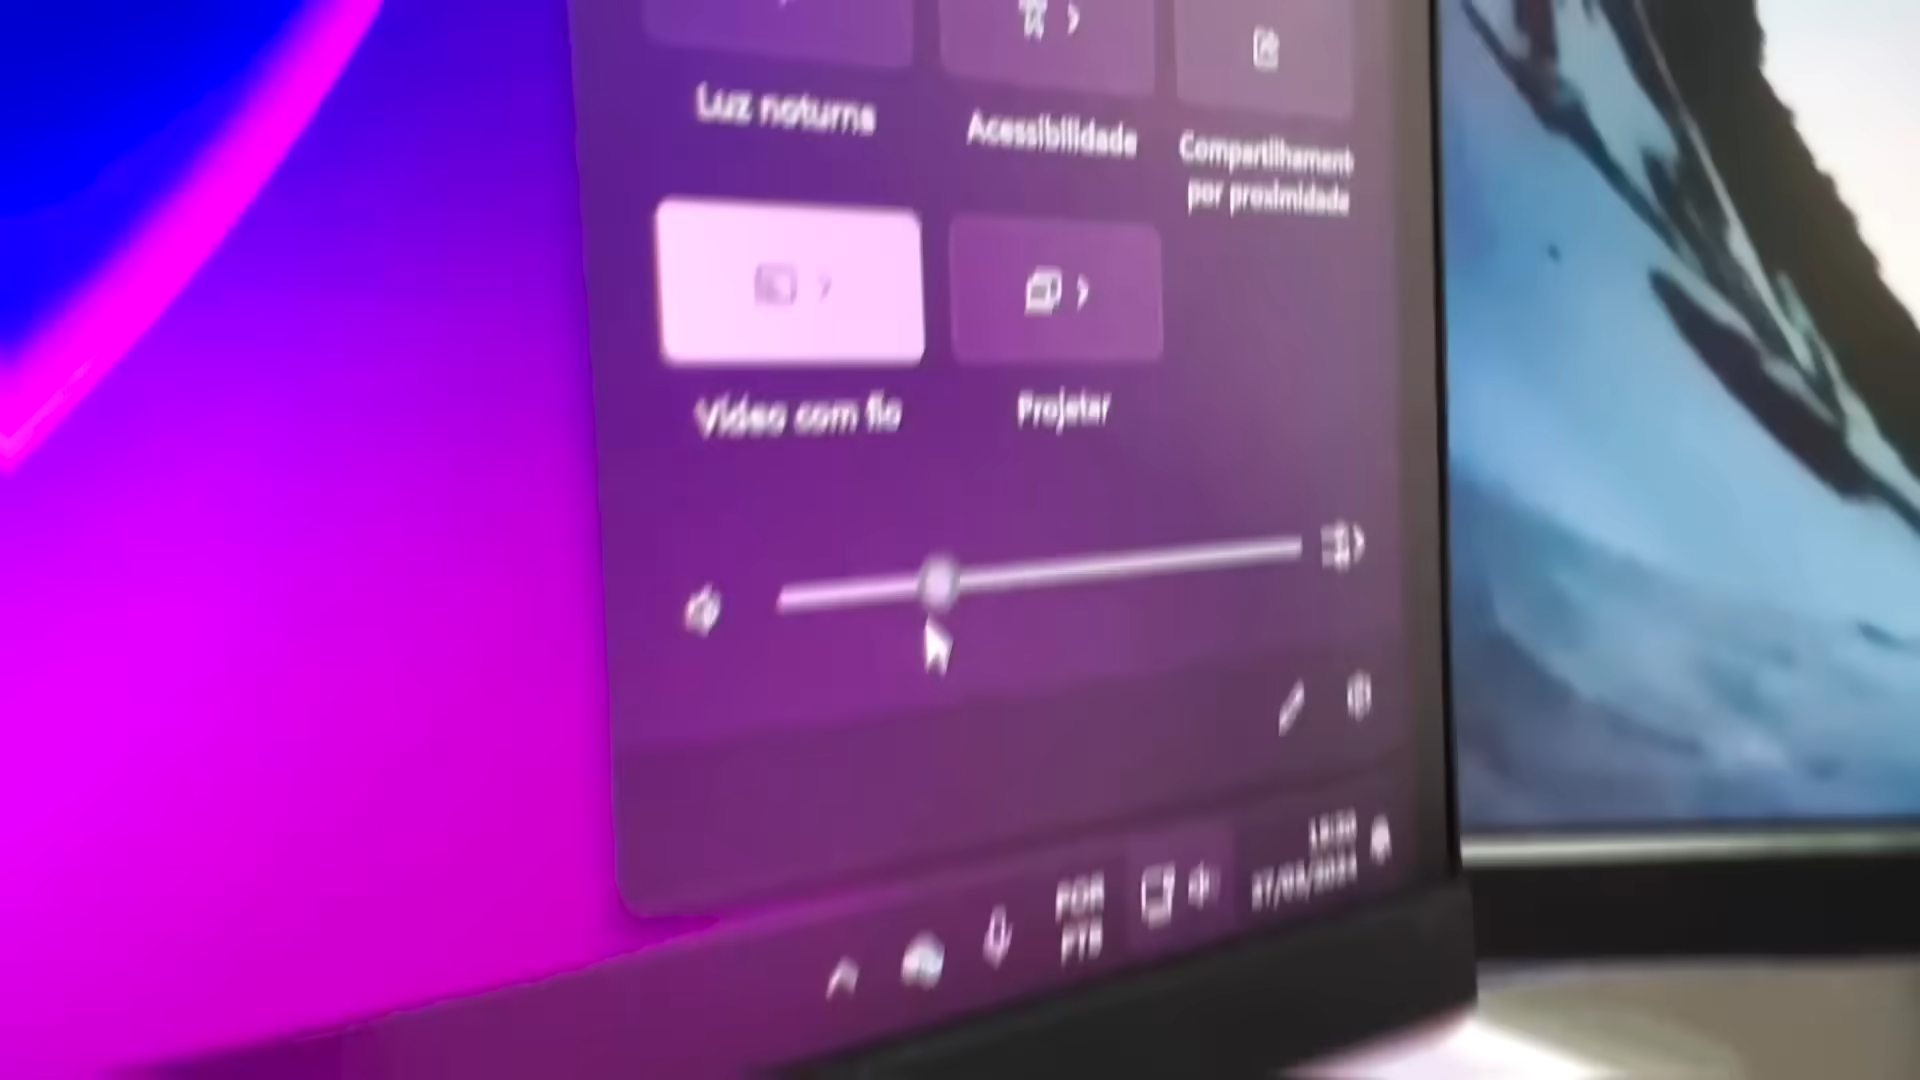 Luz noturna
Acessibilidade
Compartilhament
por proximidade
Vídeo com fio
Projetar
POR
PTB